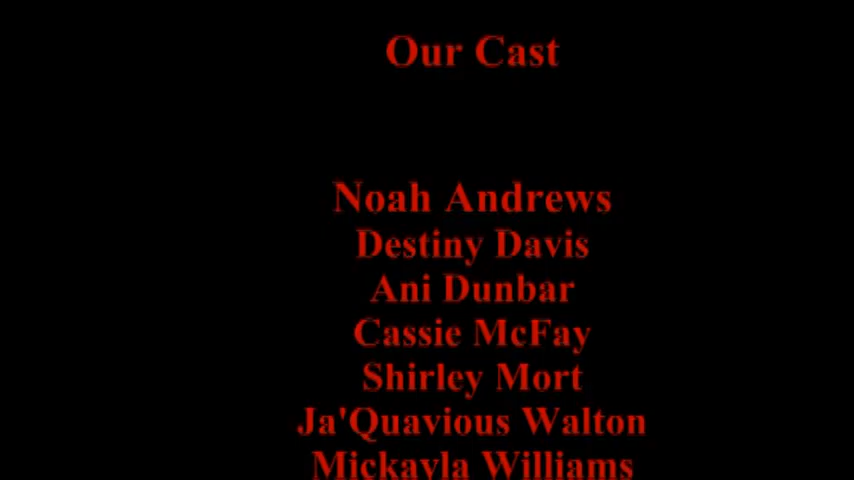 Our Cast
Noah Andrews
Destiny Davis
Ani Dunbar
Cassie McFay
Shirley Mort
Ja'Quavious Walton
Mickayla Williams